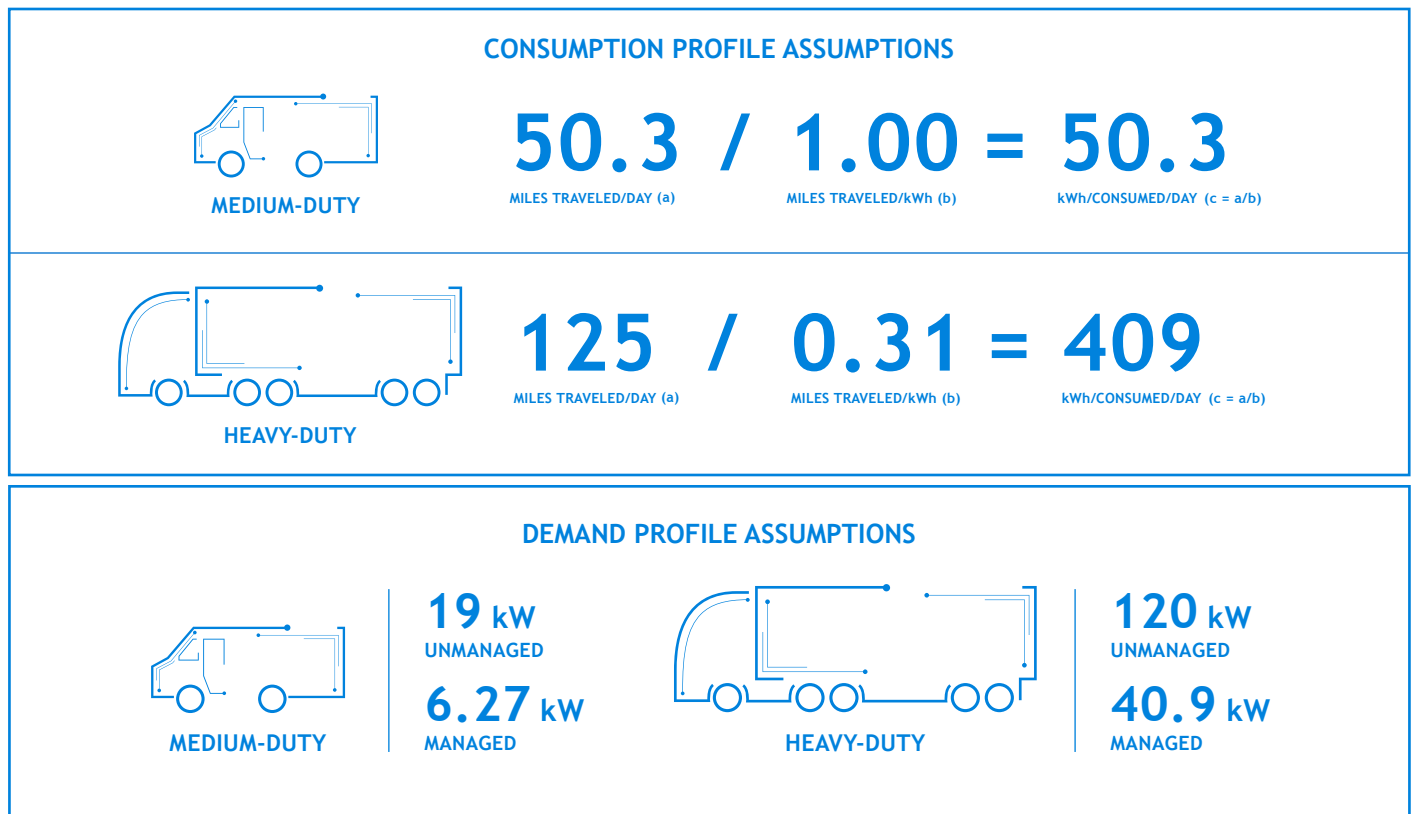 CONSUMPTION PROFILE ASSUMPTIONS
50.3 / 1.00 = 50.3
MILES TRAVELED/DAY (a) MILES TRAVELED/kWh (b) kWh/CONSUMED/DAY (c = a/b)
MEDIUM-DUTY
125 / 0.31 = 409
MILES TRAVELED/DAY (a) MILES TRAVELED/kWh (b) kWh/CONSUMED/DAY (c = a/b)
HEAVY-DUTY
DEMAND PROFILE ASSUMPTIONS
19 kW
UNMANAGED
6.27 kW
MANAGED
MEDIUM-DUTY
120 kW
UNMANAGED
40.9 kW
MANAGED
HEAVY-DUTY